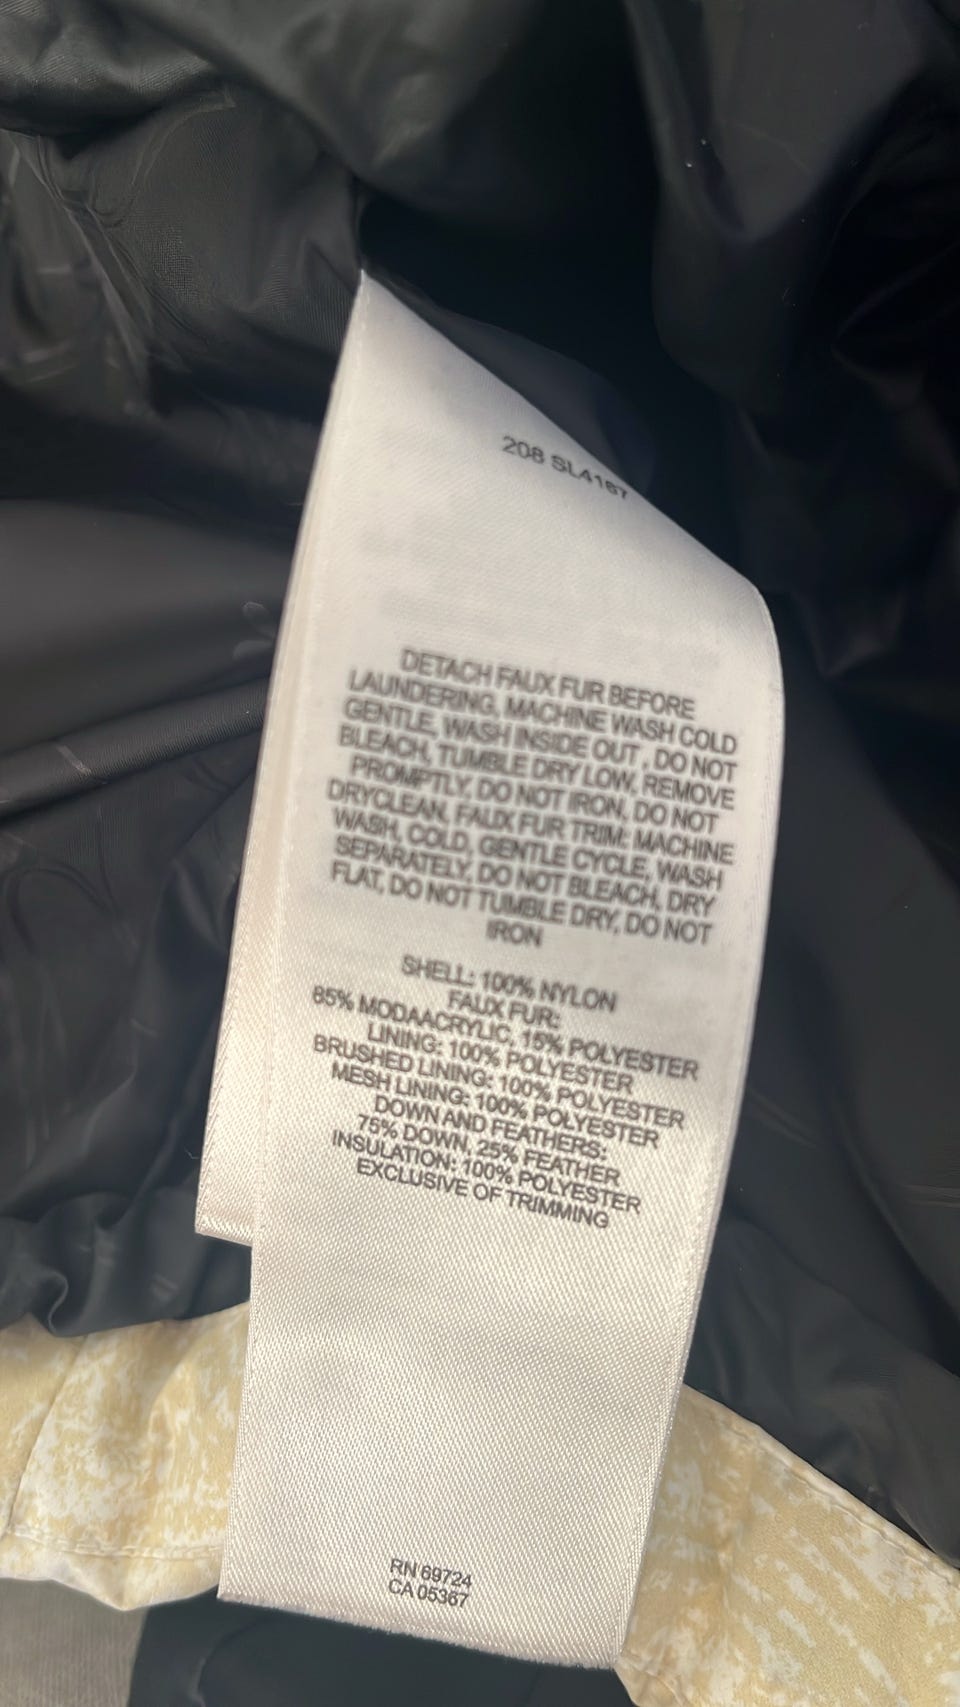 208 SL4167
DETACH FAUX FUR BEFORE
LAUNDERING, MACHINE WASH COLD
GENTLE, WASH INSIDE OUT , DO NOT
BLEACH, TUMBLE DRY LOW, REMOVE
PROMPTLY, DO NOT IRON, DO NOT
DRYCLEAN, FAUX FUR TRIM: MACHINE
WASH, COLD, GENTLE CYCLE, WASH
SEPARATELY, DO NOT BLEACH, DRY
FLAT, DO NOT TUMBLE DRY, DO NOT
IRON
SHELL: 100% NYLON
FAUX FUR:
85% MODAACRYLIC, 15% POLYESTER
LINING: 100% POLYESTER
BRUSHED LINING: 100% POLYESTER
MESH LINING: 100% POLYESTER
DOWN AND FEATHERS:
75% DOWN, 25% FEATHER
INSULATION: 100% POLYESTER
EXCLUSIVE OF TRIMMING
RN 69724
CA 05367